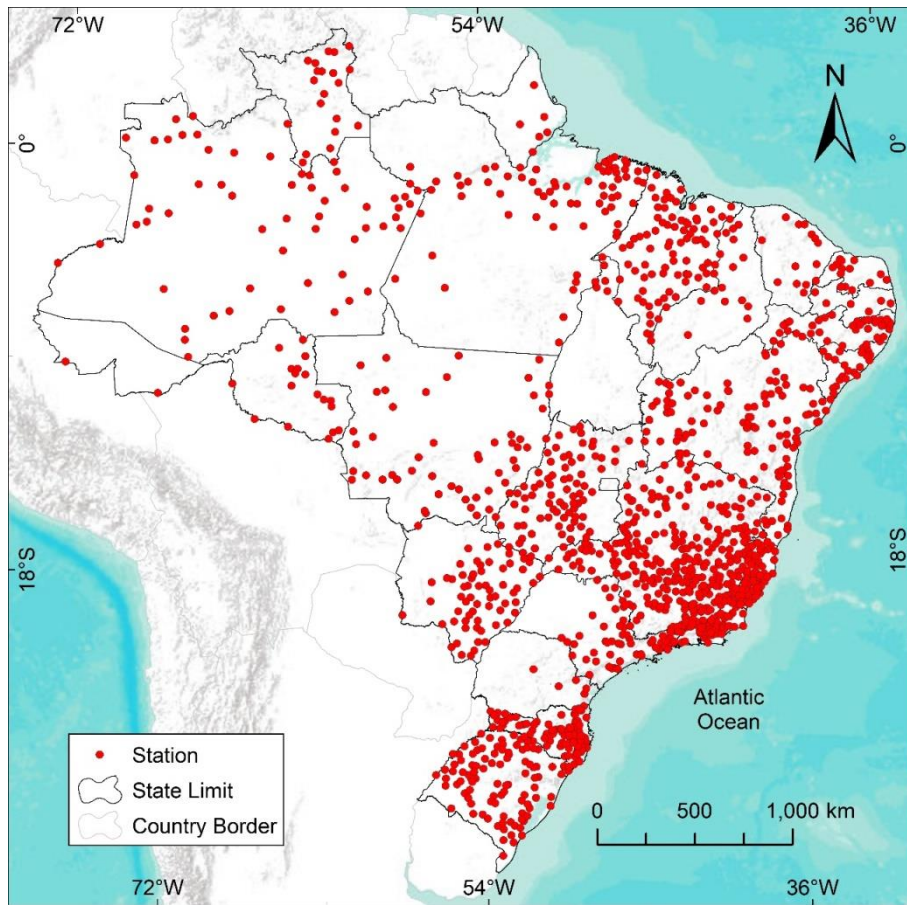 72°W
54°W
36°W
N
0°
0°
18°S
18°S
Atlantic
Ocean
Station
State Limit
Country Border
0
500
1,000 km
72°W
54°W
36°W